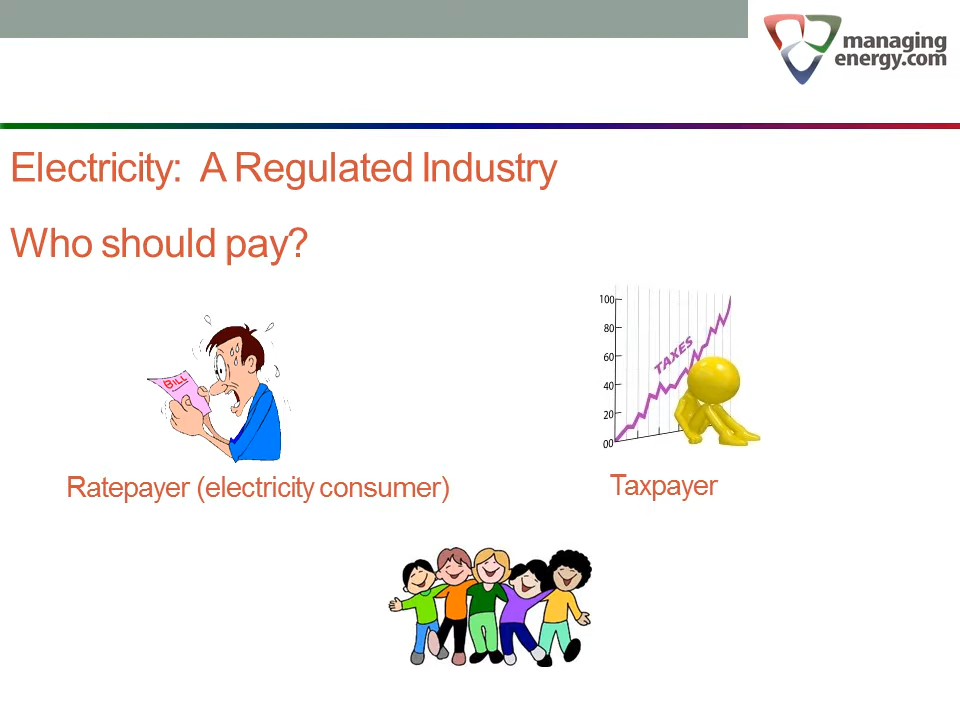 managing
energy.com
Electricity:  A Regulated Industry
Who should pay?
BILL
100
80
60
40
20
00
TAXES
Ratepayer (electricity consumer)
Taxpayer